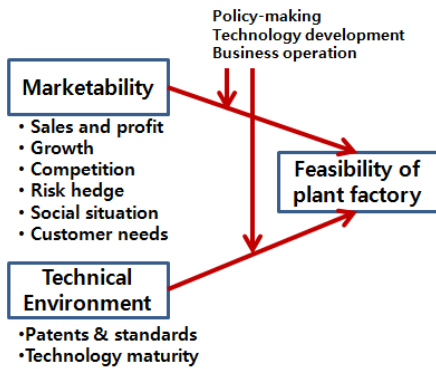 Policy-making
Technology development
Business operation
Marketability
• Sales and profit
• Growth
• Competition
• Risk hedge
• Social situation
• Customer needs
Feasibility of
plant factory
Technical
Environment
•Patents & standards
•Technology maturity